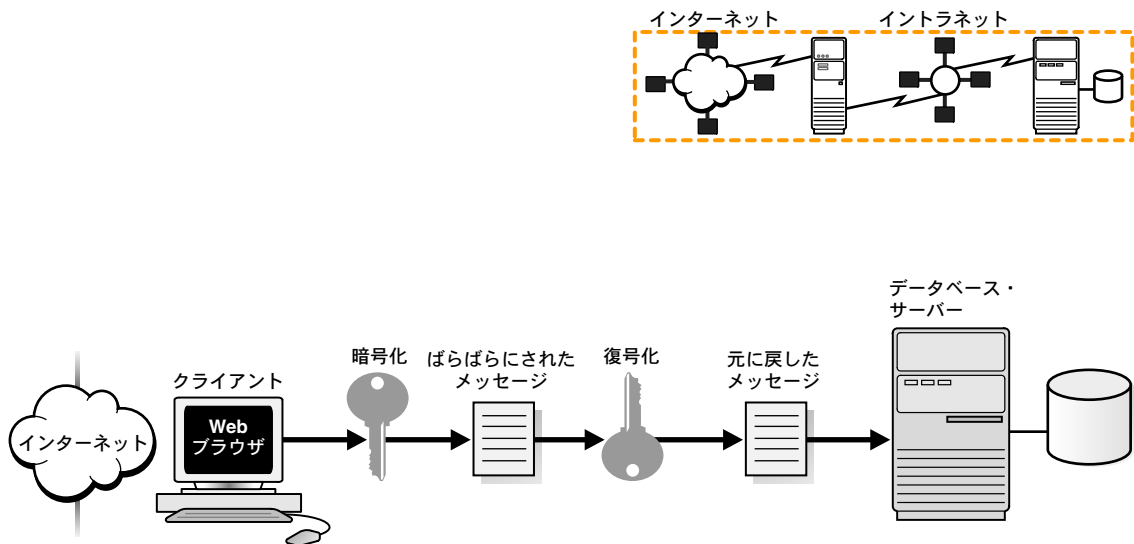 インターネット
イントラネット
データベース・
サーバー
暗号化
ばらばらにされた
メッセージ
復号化
元に戻した
メッセージ
クライアント
インターネット
Web
ブラウザ